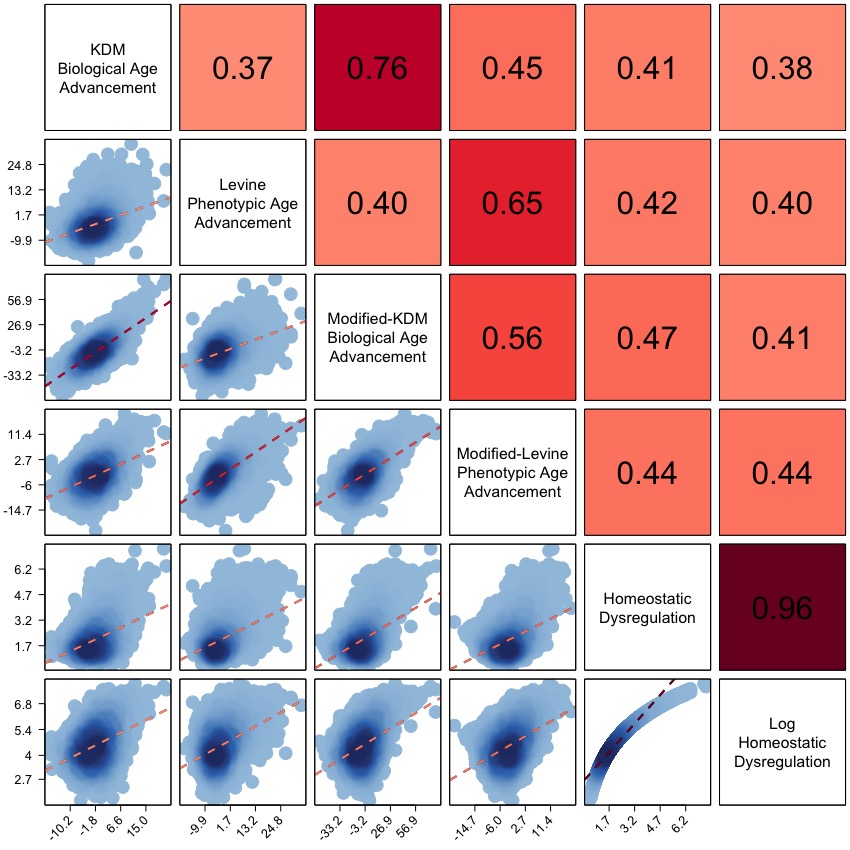 KDM
Biological Age
Advancement
0.37
0.76
0.45
0.41
0.38
24.8
13.2
1.7
-9.9
Levine
Phenotypic Age
Advancement
0.40
0.65
0.42
0.40
56.9
26.9
-3.2
-33.2
Modified-KDM
Biological Age
Advancement
0.56
0.47
0.41
11.4
2.7
-6
-14.7
Modified-Levine
Phenotypic Age
Advancement
0.44
0.44
6.2
4.7
3.2
1.7
Homeostatic
Dysregulation
0.96
6.8
5.4
4
2.7
Log
Homeostatic
Dysregulation
-10.2 -1.8 6.6 15.0
-9.9 1.7 13.2 24.8
-33.2 -3.2 26.9 56.9
-14.7 -6.0 2.7 11.4
1.7 3.2 4.7 6.2